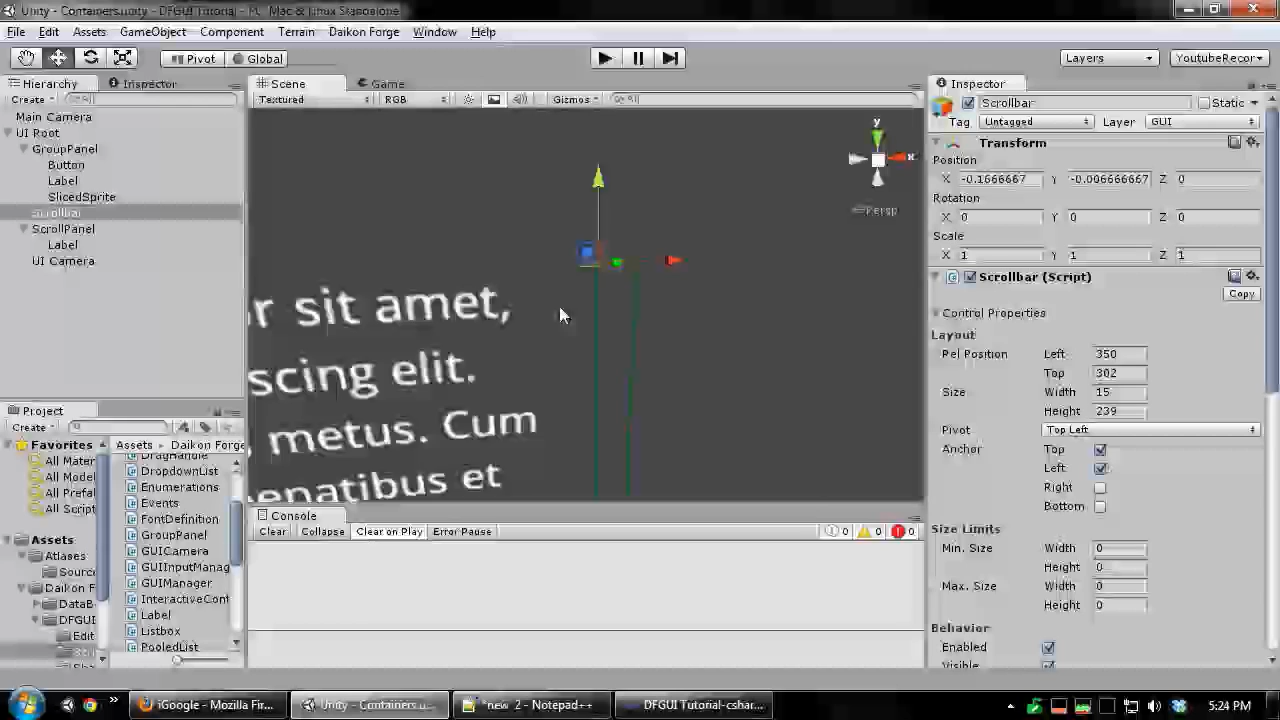 Unity - Containers.unity - DFGUI Tutorial - PC, Mac & Linux Standalone
File Edit Assets GameObject Component Terrain Daikon Forge Window Help
Pivot Global Layers YoutubeRecor
Hierarchy Inspector
Create
Main Camera
UI Root
GroupPanel
Button
Label
SlicedSprite
Scrollbar
ScrollPanel
Label
UI Camera
Scene Game
Textured RGB Gizmos
y
x
Persp
r sit amet,
scing elit.
metus. Cum
enatibus et
Project
Create
Favorites
All Mater
All Model
All Prefal
All Script
Assets
Atlases
Source
Daikon F
DataB
DFGU
Edit
Assets Daikon Forge
DragHandle
DropdownList
Enumerations
Events
FontDefinition
GroupPanel
GUICamera
GUIInputManag
GUIManager
InteractiveCont
Label
Listbox
PooledList
Console
Clear Collapse Clear on Play Error Pause 0 0 0
Inspector
Scrollbar Static
Tag Untagged Layer GUI
Transform
Position
X -0.1666667 Y -0.006666667 Z 0
Rotation
X 0 Y 0 Z 0
Scale
X 1 Y 1 Z 1
Scrollbar (Script)
Copy
Control Properties
Layout
Rel Position Left 350
Top 302
Size Width 15
Height 239
Pivot Top Left
Anchor Top
Left
Right
Bottom
Size Limits
Min. Size Width 0
Height 0
Max. Size Width 0
Height 0
Behavior
Enabled
Visible
iGoogle - Mozilla Fir... Unity - Containers.u... *new 2 - Notepad++ DFGUI Tutorial-cshar... 5:24 PM